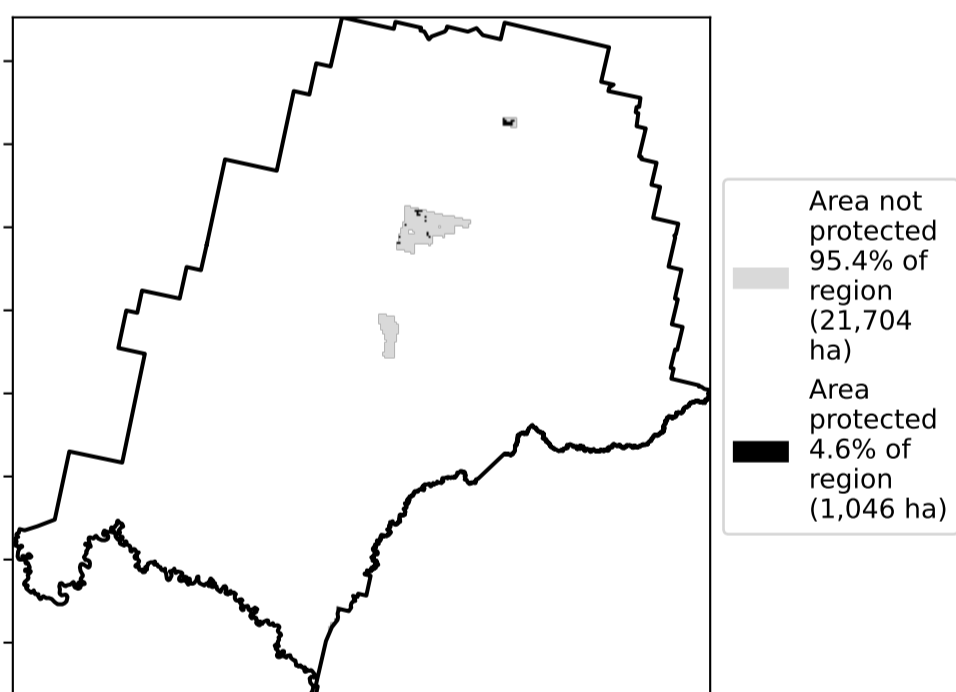 Area not
protected
95.4% of
region
(21,704
ha)
Area
protected
4.6% of
region
(1,046 ha)